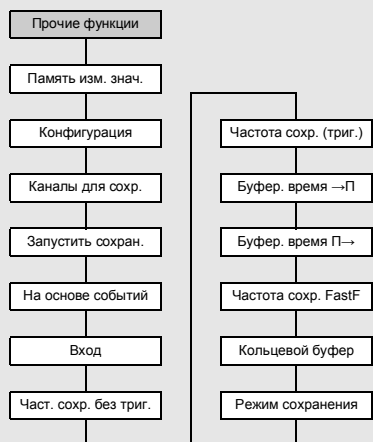 Прочие функции
Память изм. знач.
Конфигурация
Каналы для сохр.
Запустить сохран.
На основе событий
Вход
Част. сохр. без триг.
Частота сохр. (триг.)
Буфер. время →П
Буфер. время П→
Частота сохр. FastF
Кольцевой буфер
Режим сохранения